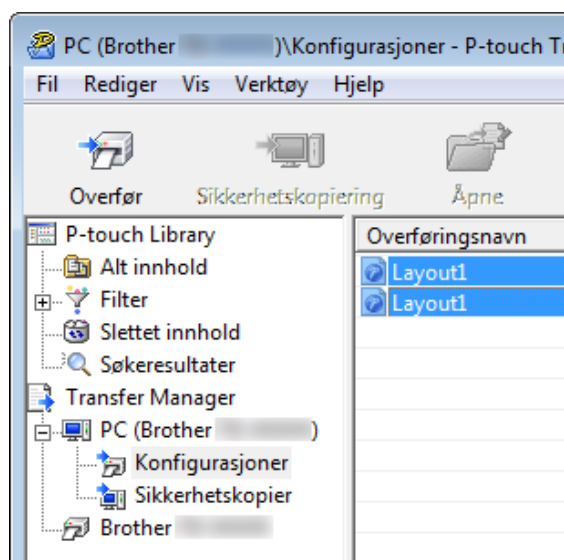 PC (Brother )\Konfigurasjoner - P-touch
Fil Rediger Vis Verktøy Hjelp
Overfør Sikkerhetskopiering Åpne
P-touch Library
Alt innhold
Filter
Slettet innhold
Søkeresultater
Transfer Manager
PC (Brother )
Konfigurasjoner
Sikkerhetskopier
Brother
Overføringsnavn
Layout1
Layout1